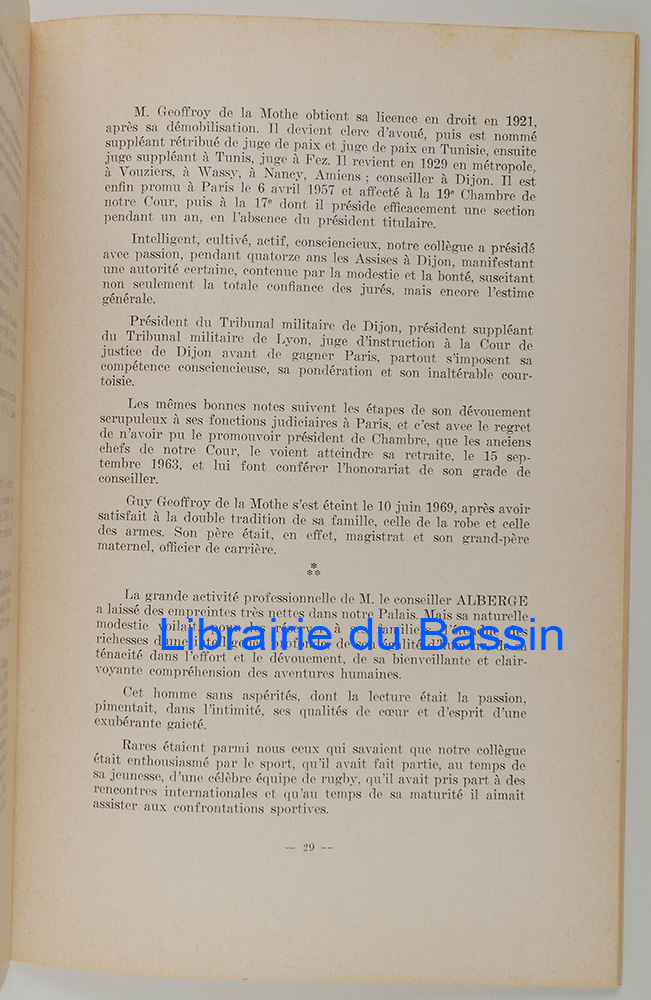 M. Geoffroy de la Mothe obtient sa licence en droit en 1921,
après sa démobilisation. Il devient clerc d'avoué, puis est nommé
suppléant rétribué de juge de paix et juge de paix en Tunisie, ensuite
juge suppléant à Tunis, juge à Fez. Il revient en 1929 en métropole,
à Vouziers, à Wassy, à Nancy, Amiens ; conseiller à Dijon. Il est
enfin promu à Paris le 6 avril 1957 et affecté à la 19e Chambre de
notre Cour, puis à la 17e dont il préside efficacement une section
pendant un an, en l'absence du président titulaire.
Intelligent, cultivé, actif, consciencieux, notre collègue a présidé
avec passion, pendant quatorze ans les Assises à Dijon, manifestant
une autorité certaine, contenue par la modestie et la bonté, suscitant
non seulement la totale confiance des jurés, mais encore l'estime
générale.
Président du Tribunal militaire de Dijon, président suppléant
du Tribunal militaire de Lyon, juge d'instruction à la Cour de
justice de Dijon avant de gagner Paris, partout s'imposent sa
compétence consciencieuse, sa pondération et son inaltérable cour-
toisie.
Les mêmes bonnes notes suivent les étapes de son dévouement
scrupuleux à ses fonctions judiciaires à Paris, et c'est avec le regret
de n'avoir pu le promouvoir président de Chambre, que les anciens
chefs de notre Cour, le voient atteindre sa retraite, le 15 sep-
tembre 1963, et lui font conférer l'honorariat de son grade de
conseiller.
Guy Geoffroy de la Mothe s'est éteint le 10 juin 1969, après avoir
satisfait à la double tradition de sa famille, celle de la robe et celle
des armes. Son père était, en effet, magistrat et son grand-père
maternel, officier de carrière.
*
**
La grande activité professionnelle de M. le conseiller ALBERGE
a laissé des empreintes très nettes dans notre Palais. Mais sa naturelle
modestie voilait
Librairie du Bassin
richesses d'une
ténacité dans l'effort et le dévouement, de sa bienveillante et clair-
voyante compréhension des aventures humaines.
Cet homme sans aspérités, dont la lecture était la passion,
pimentait, dans l'intimité, ses qualités de cœur et d'esprit d'une
exubérante gaieté.
Rares étaient parmi nous ceux qui savaient que notre collègue
était enthousiasmé par le sport, qu'il avait fait partie, au temps de
sa jeunesse, d'une célèbre équipe de rugby, qu'il avait pris part à des
rencontres internationales et qu'au temps de sa maturité il aimait
assister aux confrontations sportives.
— 29 —